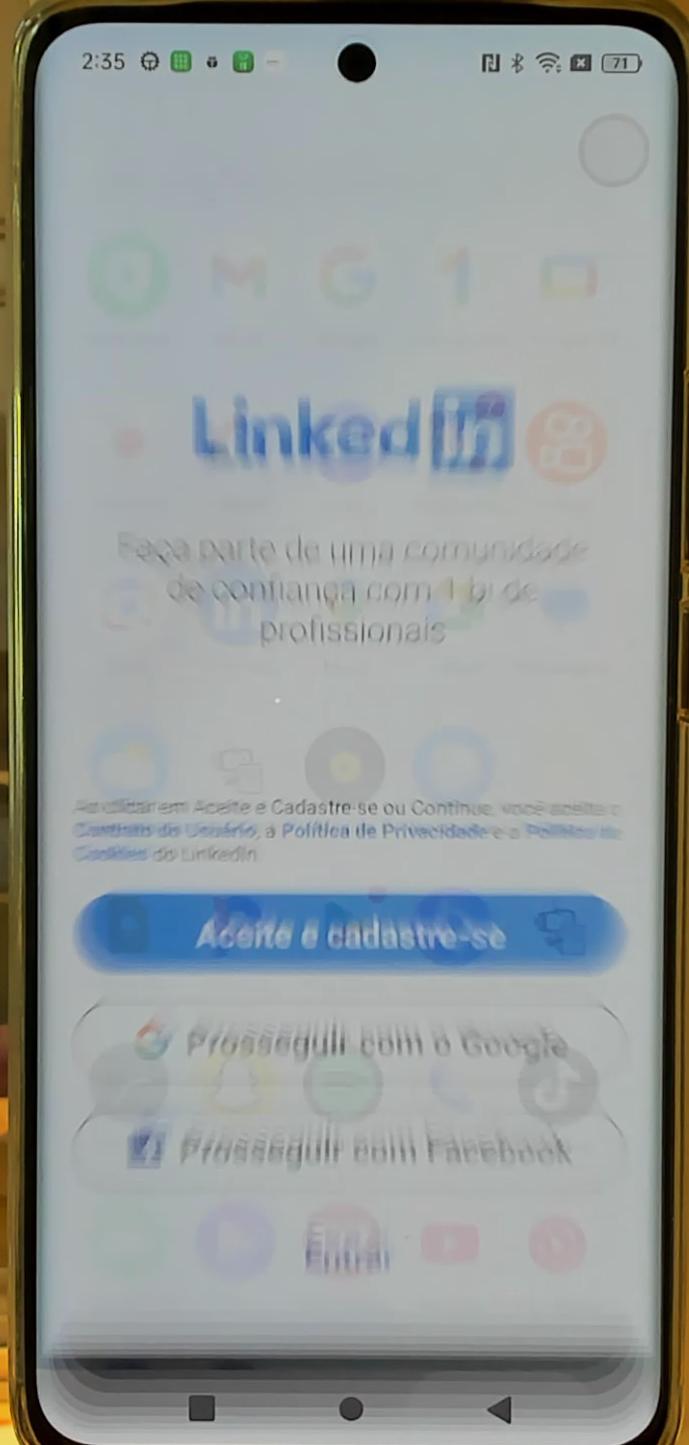 2:35
71
Linked in
Faça parte de uma comunidade
de confiança com 1 bi de
profissionais
Ao clicar em Aceite e Cadastre-se ou Continue, você aceita o
Contrato do Usuário, a Política de Privacidade e a Política de
Cookies do LinkedIn.
Aceite e cadastre-se
Prosseguir com o Google
Prosseguir com Facebook
Entrar